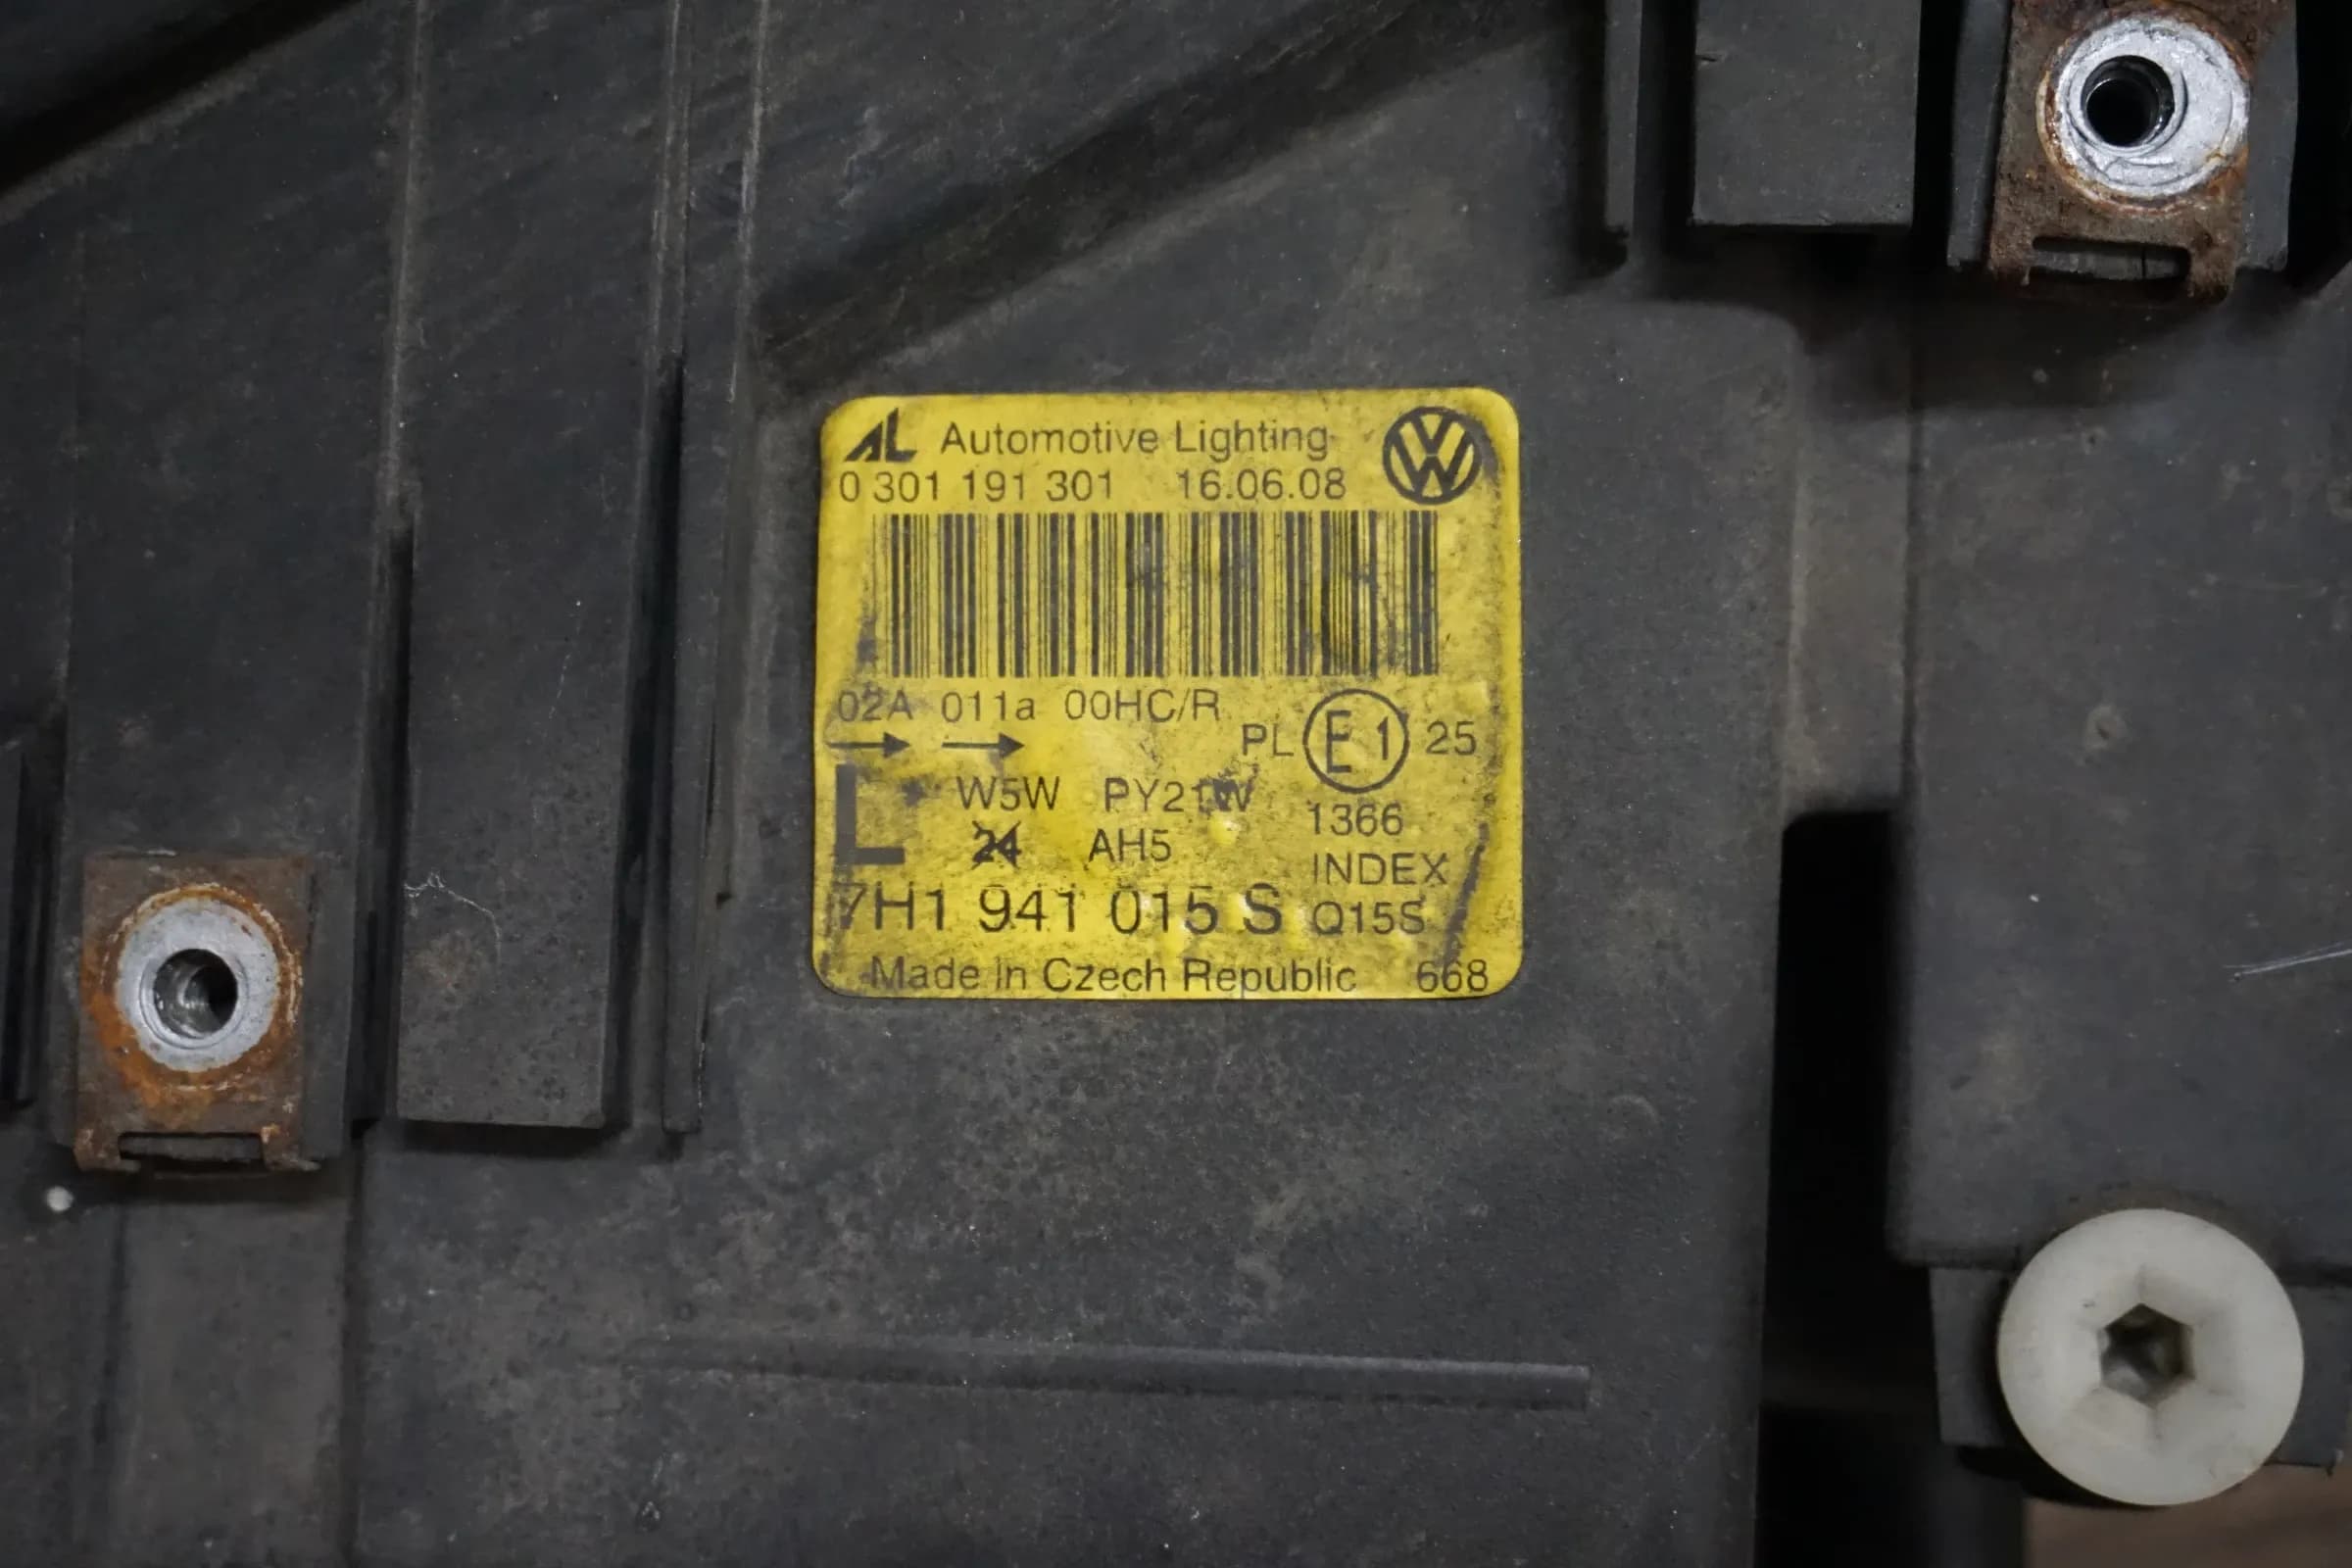 AL Automotive Lighting
0 301 191 301 16.06.08
02A 011a 00HC/R
PL E1 25
L W5W PY21W
1366
24 AH5
INDEX
7H1 941 015 S Q15S
Made in Czech Republic 668